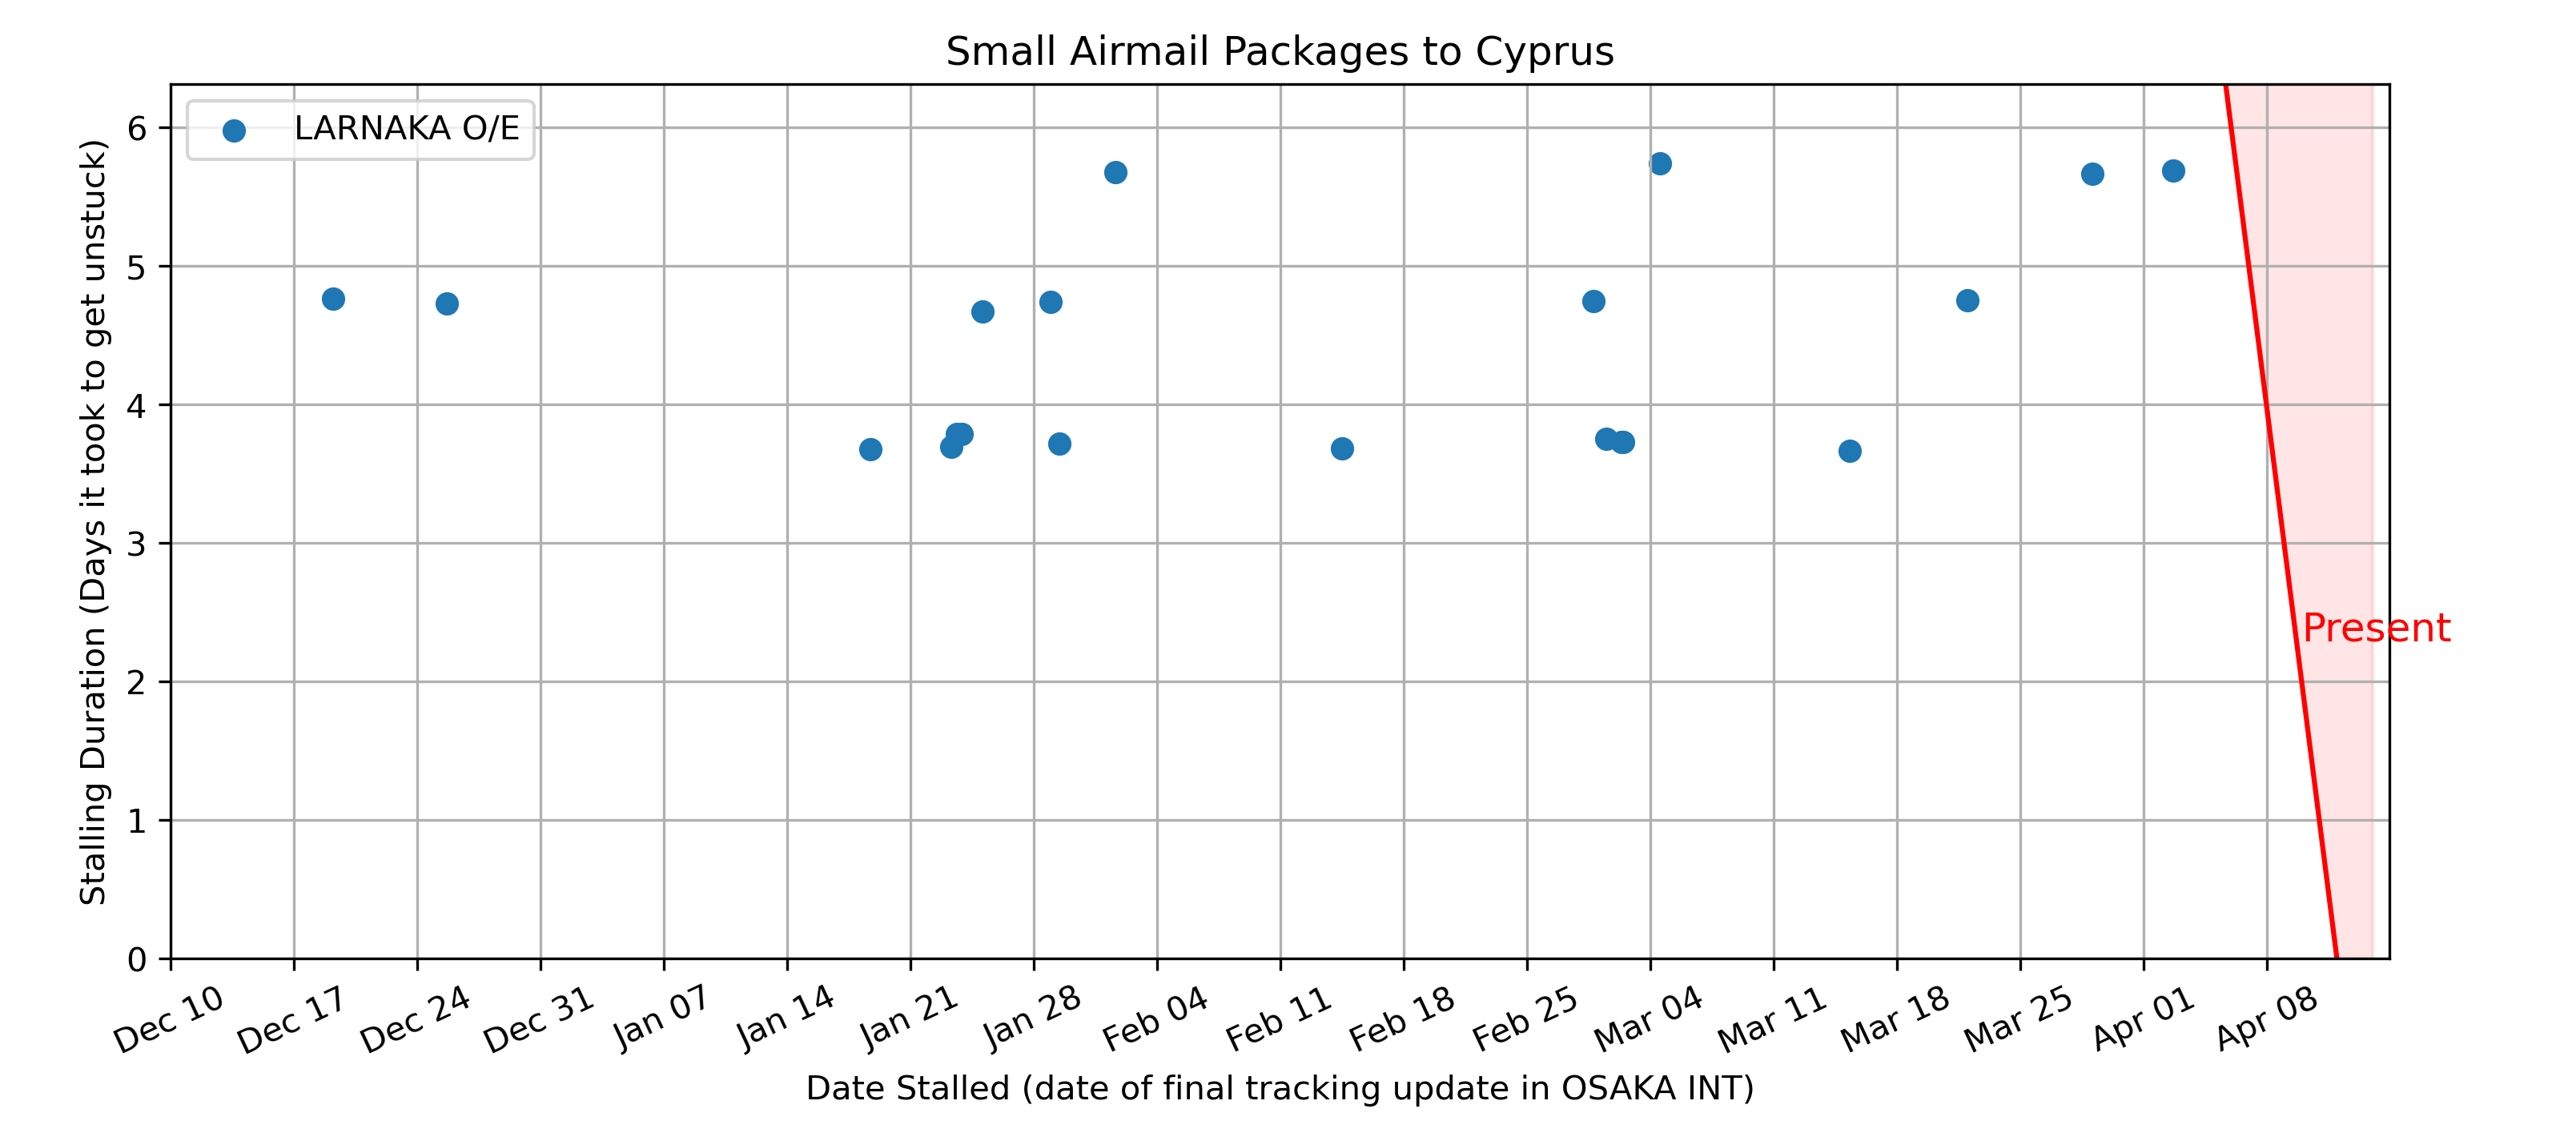 Small Airmail Packages to Cyprus
LARNAKA O/E
Stalling Duration (Days it took to get unstuck)
6
5
4
3
2
1
0
Present
Dec 10
Dec 17
Dec 24
Dec 31
Jan 07
Jan 14
Jan 21
Jan 28
Feb 04
Feb 11
Feb 18
Feb 25
Mar 04
Mar 11
Mar 18
Mar 25
Apr 01
Apr 08
Date Stalled (date of final tracking update in OSAKA INT)